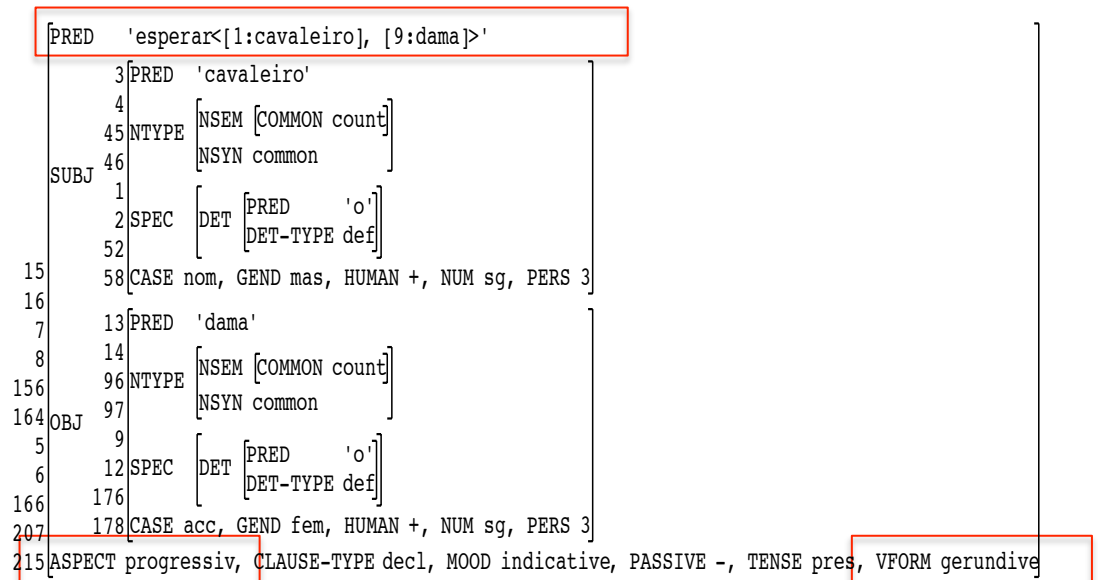 PRED 'esperar<[1:cavaleiro], [9:dama]>'
3 PRED 'cavaleiro'
4
NSEM COMMON count
45 NTYPE
46 NSYN common
SUBJ
1
PRED 'o'
2 SPEC DET
DET-TYPE def
52
15 58 CASE nom, GEND mas, HUMAN +, NUM sg, PERS 3
16
7 13 PRED 'dama'
8 14
NSEM COMMON count
156 96 NTYPE
164 97 NSYN common
OBJ
5 9
PRED 'o'
6 12 SPEC DET
DET-TYPE def
166 176
207 178 CASE acc, GEND fem, HUMAN +, NUM sg, PERS 3
215 ASPECT progressiv, CLAUSE-TYPE decl, MOOD indicative, PASSIVE -, TENSE pres, VFORM gerundive